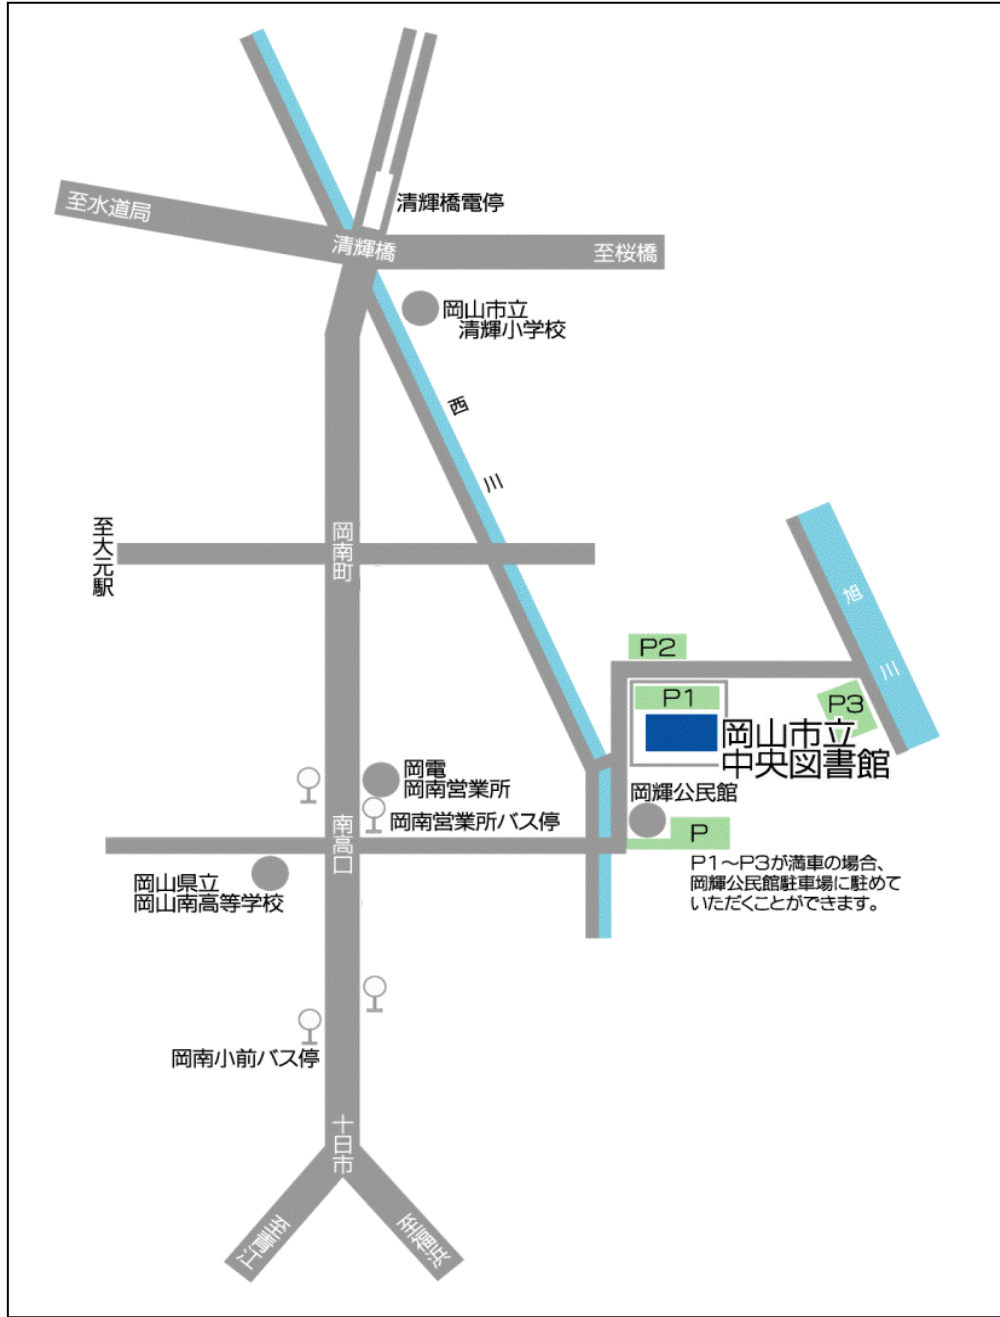 清輝橋電停
至水道局
清輝橋
至桜橋
岡山市立
清輝小学校
西川
岡南町
至大元駅
旭川
P2
P1
P3
岡山市立
中央図書館
岡電
岡南営業所
岡輝公民館
岡南営業所バス停
南高口
P
P1～P3が満車の場合、
岡輝公民館駐車場に駐めて
いただくことができます。
岡山県立
岡山南高等学校
岡南小前バス停
十日市
至青江
至福浜